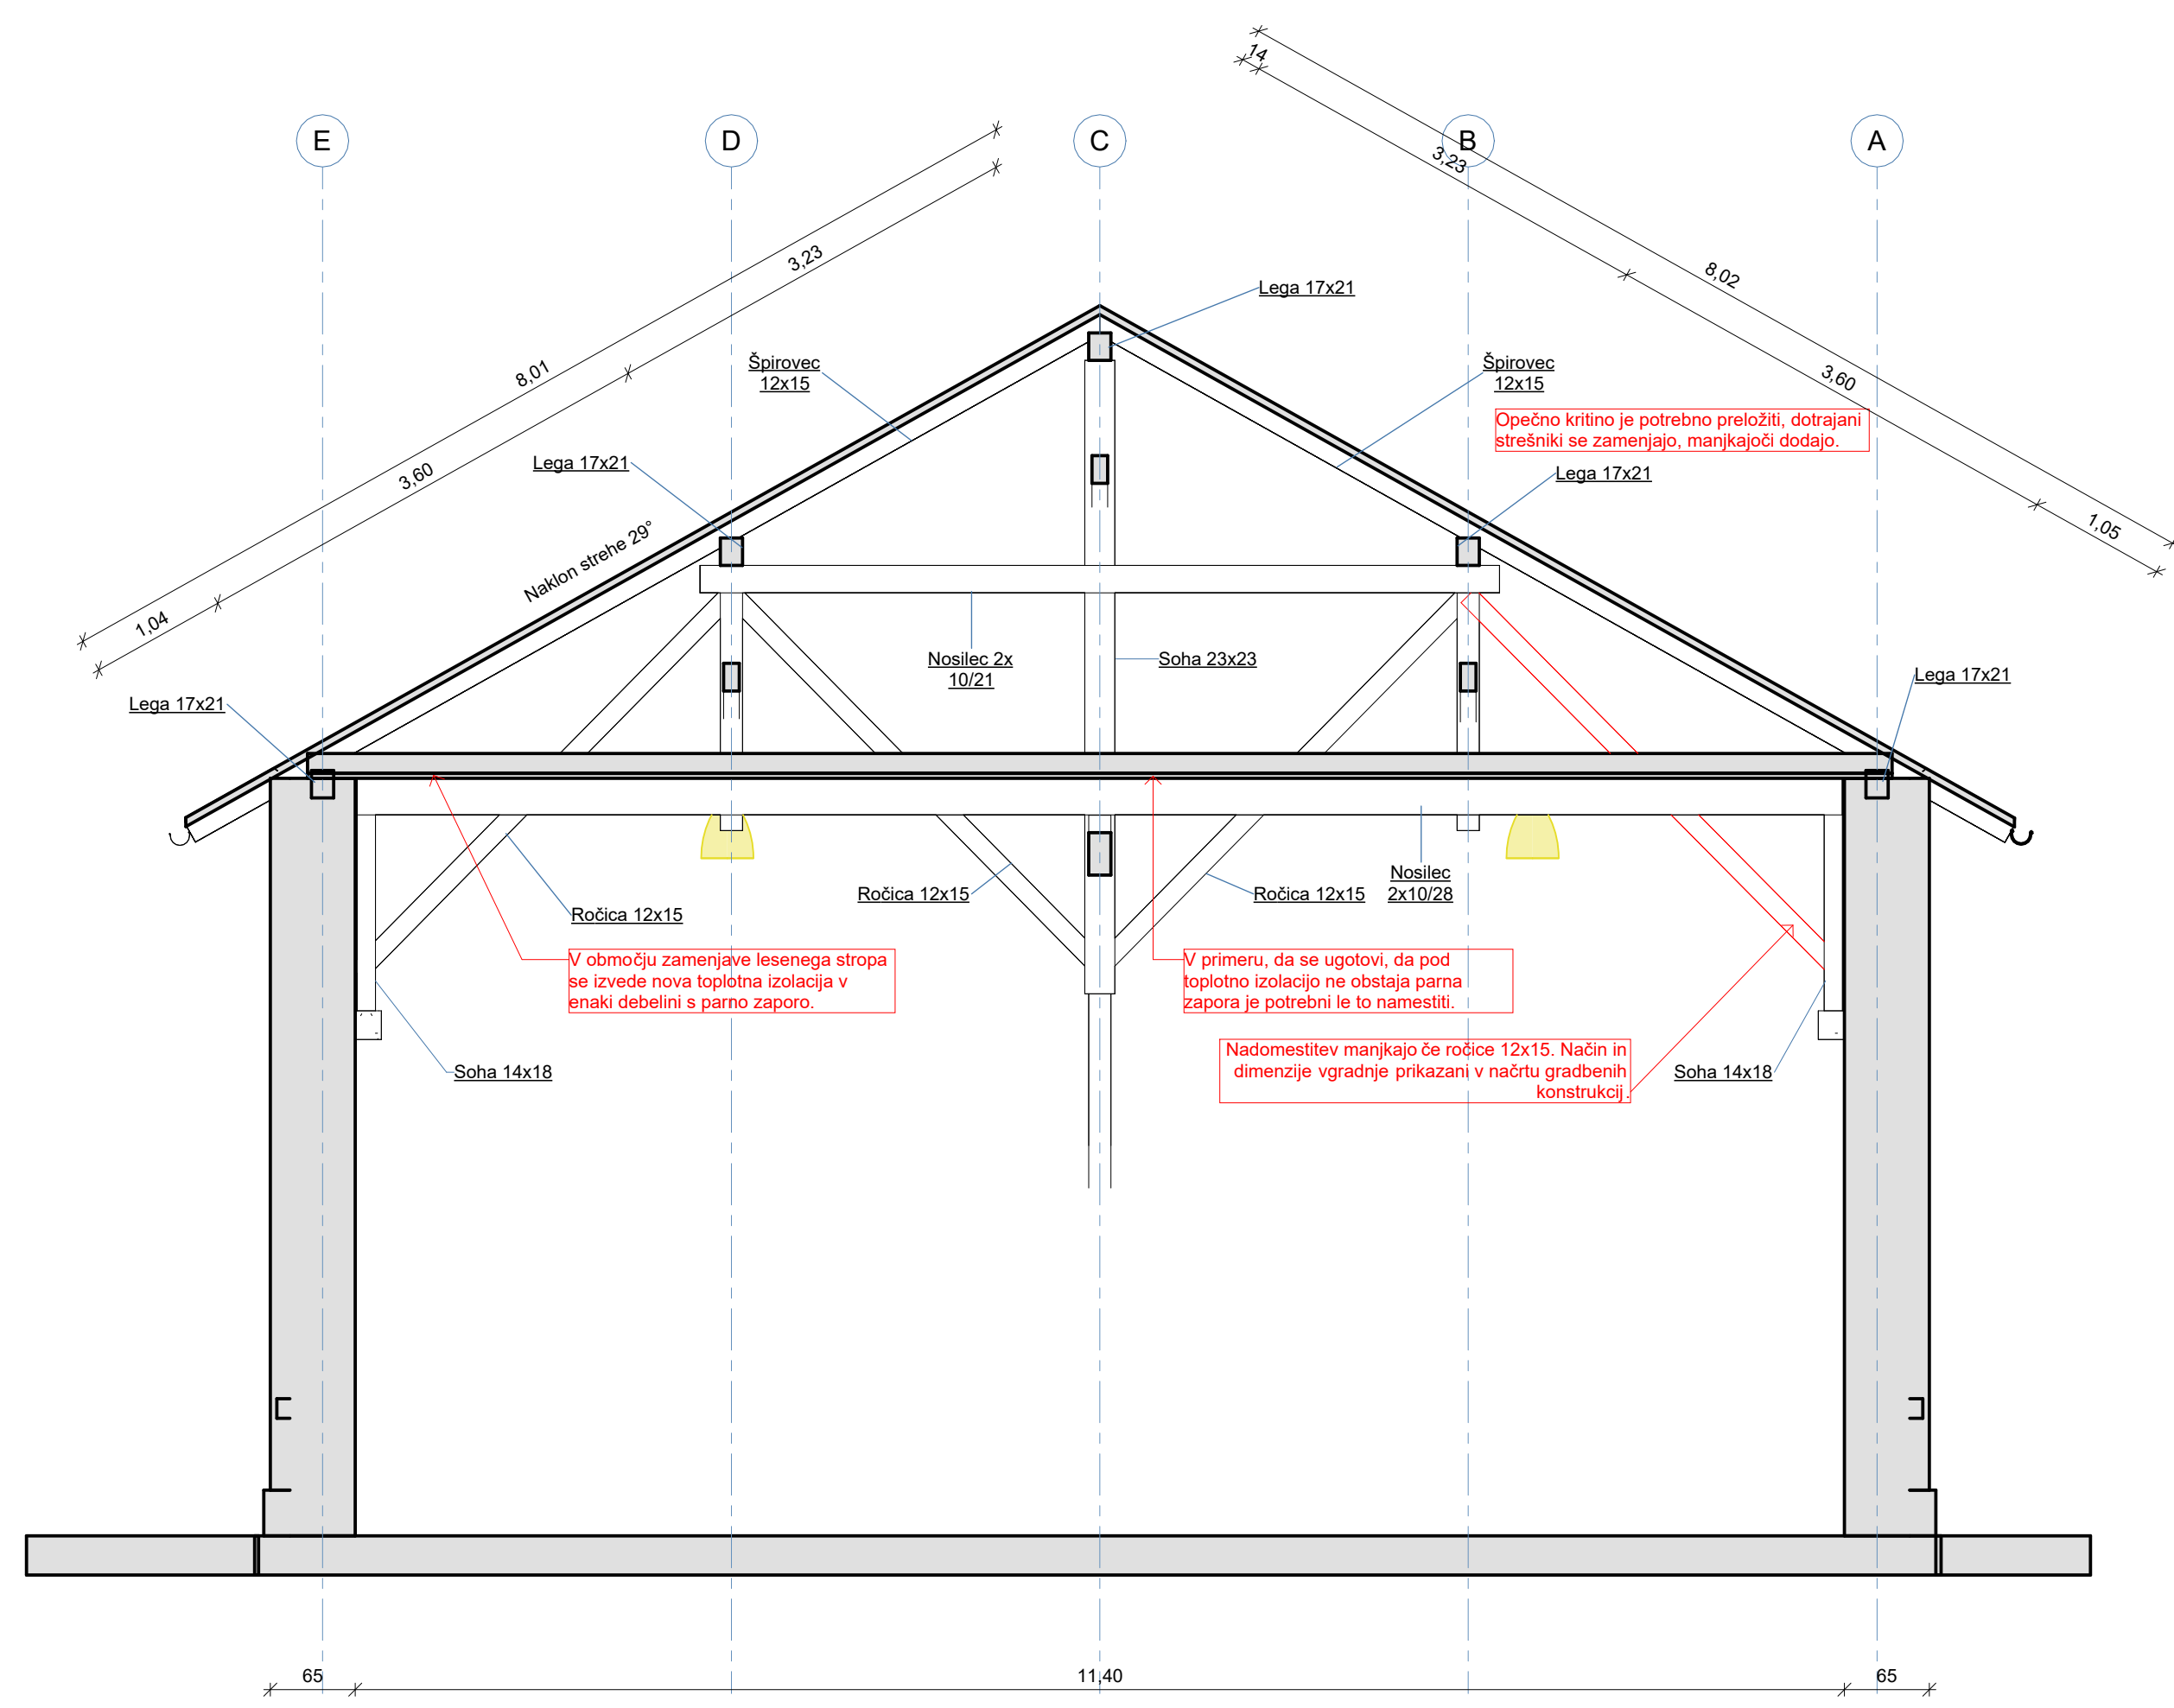 14
E
D
C
B
A
3,23
3,23
8,02
8,01
Lega 17x21
Špirovec
12x15
Špirovec
12x15
3,60
Opečno kritino je potrebno preložiti, dotrajani
strešniki se zamenjajo, manjkajoči dodajo.
Lega 17x21
Lega 17x21
3,60
1,05
Naklon strehe 29°
1,04
Nosilec 2x
10/21
Soha 23x23
Lega 17x21
Lega 17x21
Ročica 12x15
Ročica 12x15
Ročica 12x15
Nosilec
2x10/28
V območju zamenjave lesenega stropa
se izvede nova toplotna izolacija v
enaki debelini s parno zaporo.
V primeru, da se ugotovi, da pod
toplotno izolacijo ne obstaja parna
zapora je potrebni le to namestiti.
Nadomestitev manjkajo če ročice 12x15. Način in
dimenzije vgradnje prikazani v načrtu gradbenih
konstrukcij.
Soha 14x18
Soha 14x18
65
11,40
65